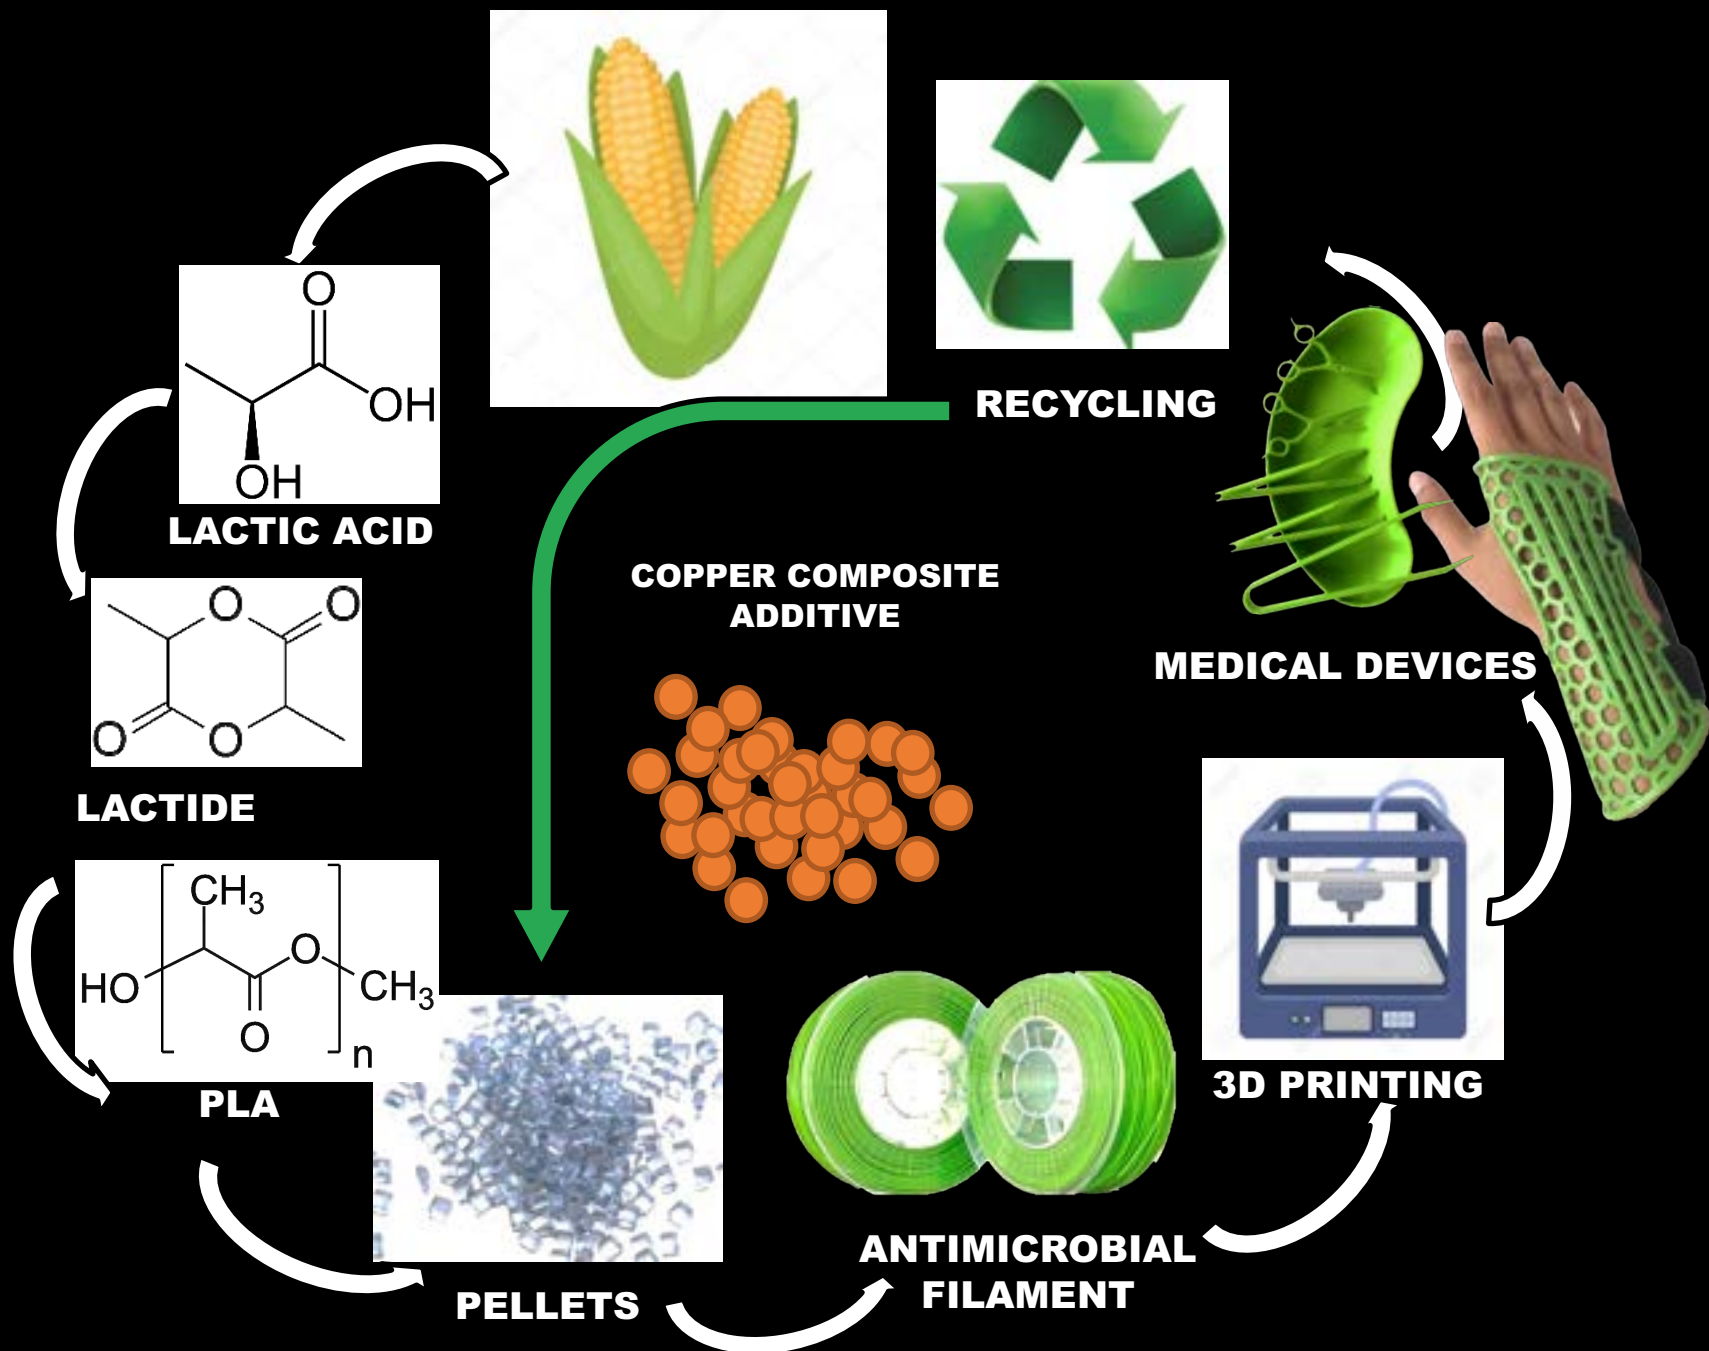 O
OH
OH
LACTIC ACID
O
O
O
O
LACTIDE
CH3
HO
O
CH3
O
n
PLA
PELLETS
COPPER COMPOSITE
ADDITIVE
ANTIMICROBIAL
FILAMENT
3D PRINTING
MEDICAL DEVICES
RECYCLING